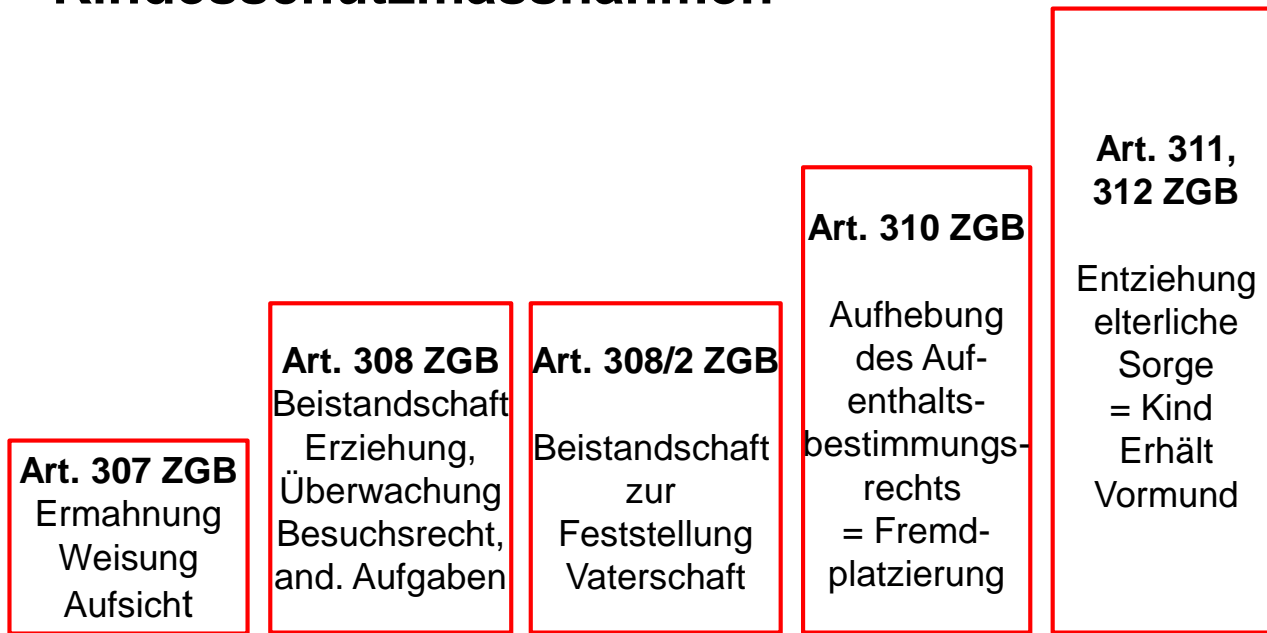 Kindesschutzmassnahmen
Art. 307 ZGB
Ermahnung
Weisung
Aufsicht
Art. 308 ZGB
Beistandschaft
Erziehung,
Überwachung
Besuchsrecht,
and. Aufgaben
Art. 308/2 ZGB
Beistandschaft
zur
Feststellung
Vaterschaft
Art. 310 ZGB
Aufhebung
des Auf-
enthalts-
bestimmungs-
rechts
= Fremd-
platzierung
Art. 311,
312 ZGB
Entziehung
elterliche
Sorge
= Kind
Erhält
Vormund